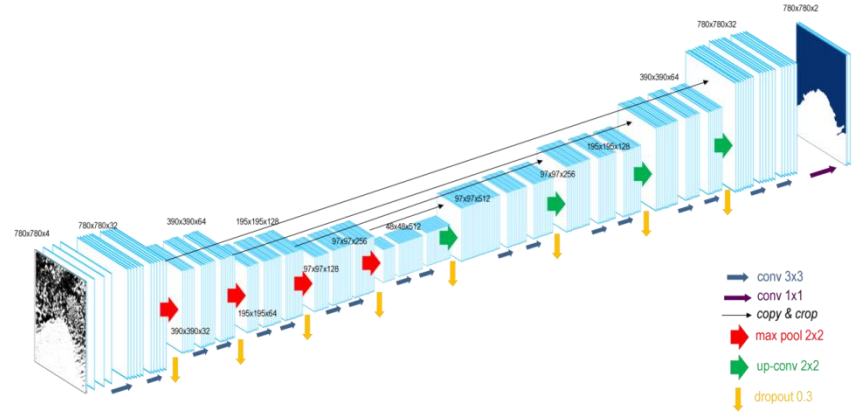 780x780x2
780x780x32
390x390x64
195x195x128
97x97x256
97x97x512
48x48x512
195x195x128
390x390x64
780x780x32
780x780x4
97x97x256
97x97x128
195x195x64
390x390x32
conv 3x3
conv 1x1
copy & crop
max pool 2x2
up-conv 2x2
dropout 0.3